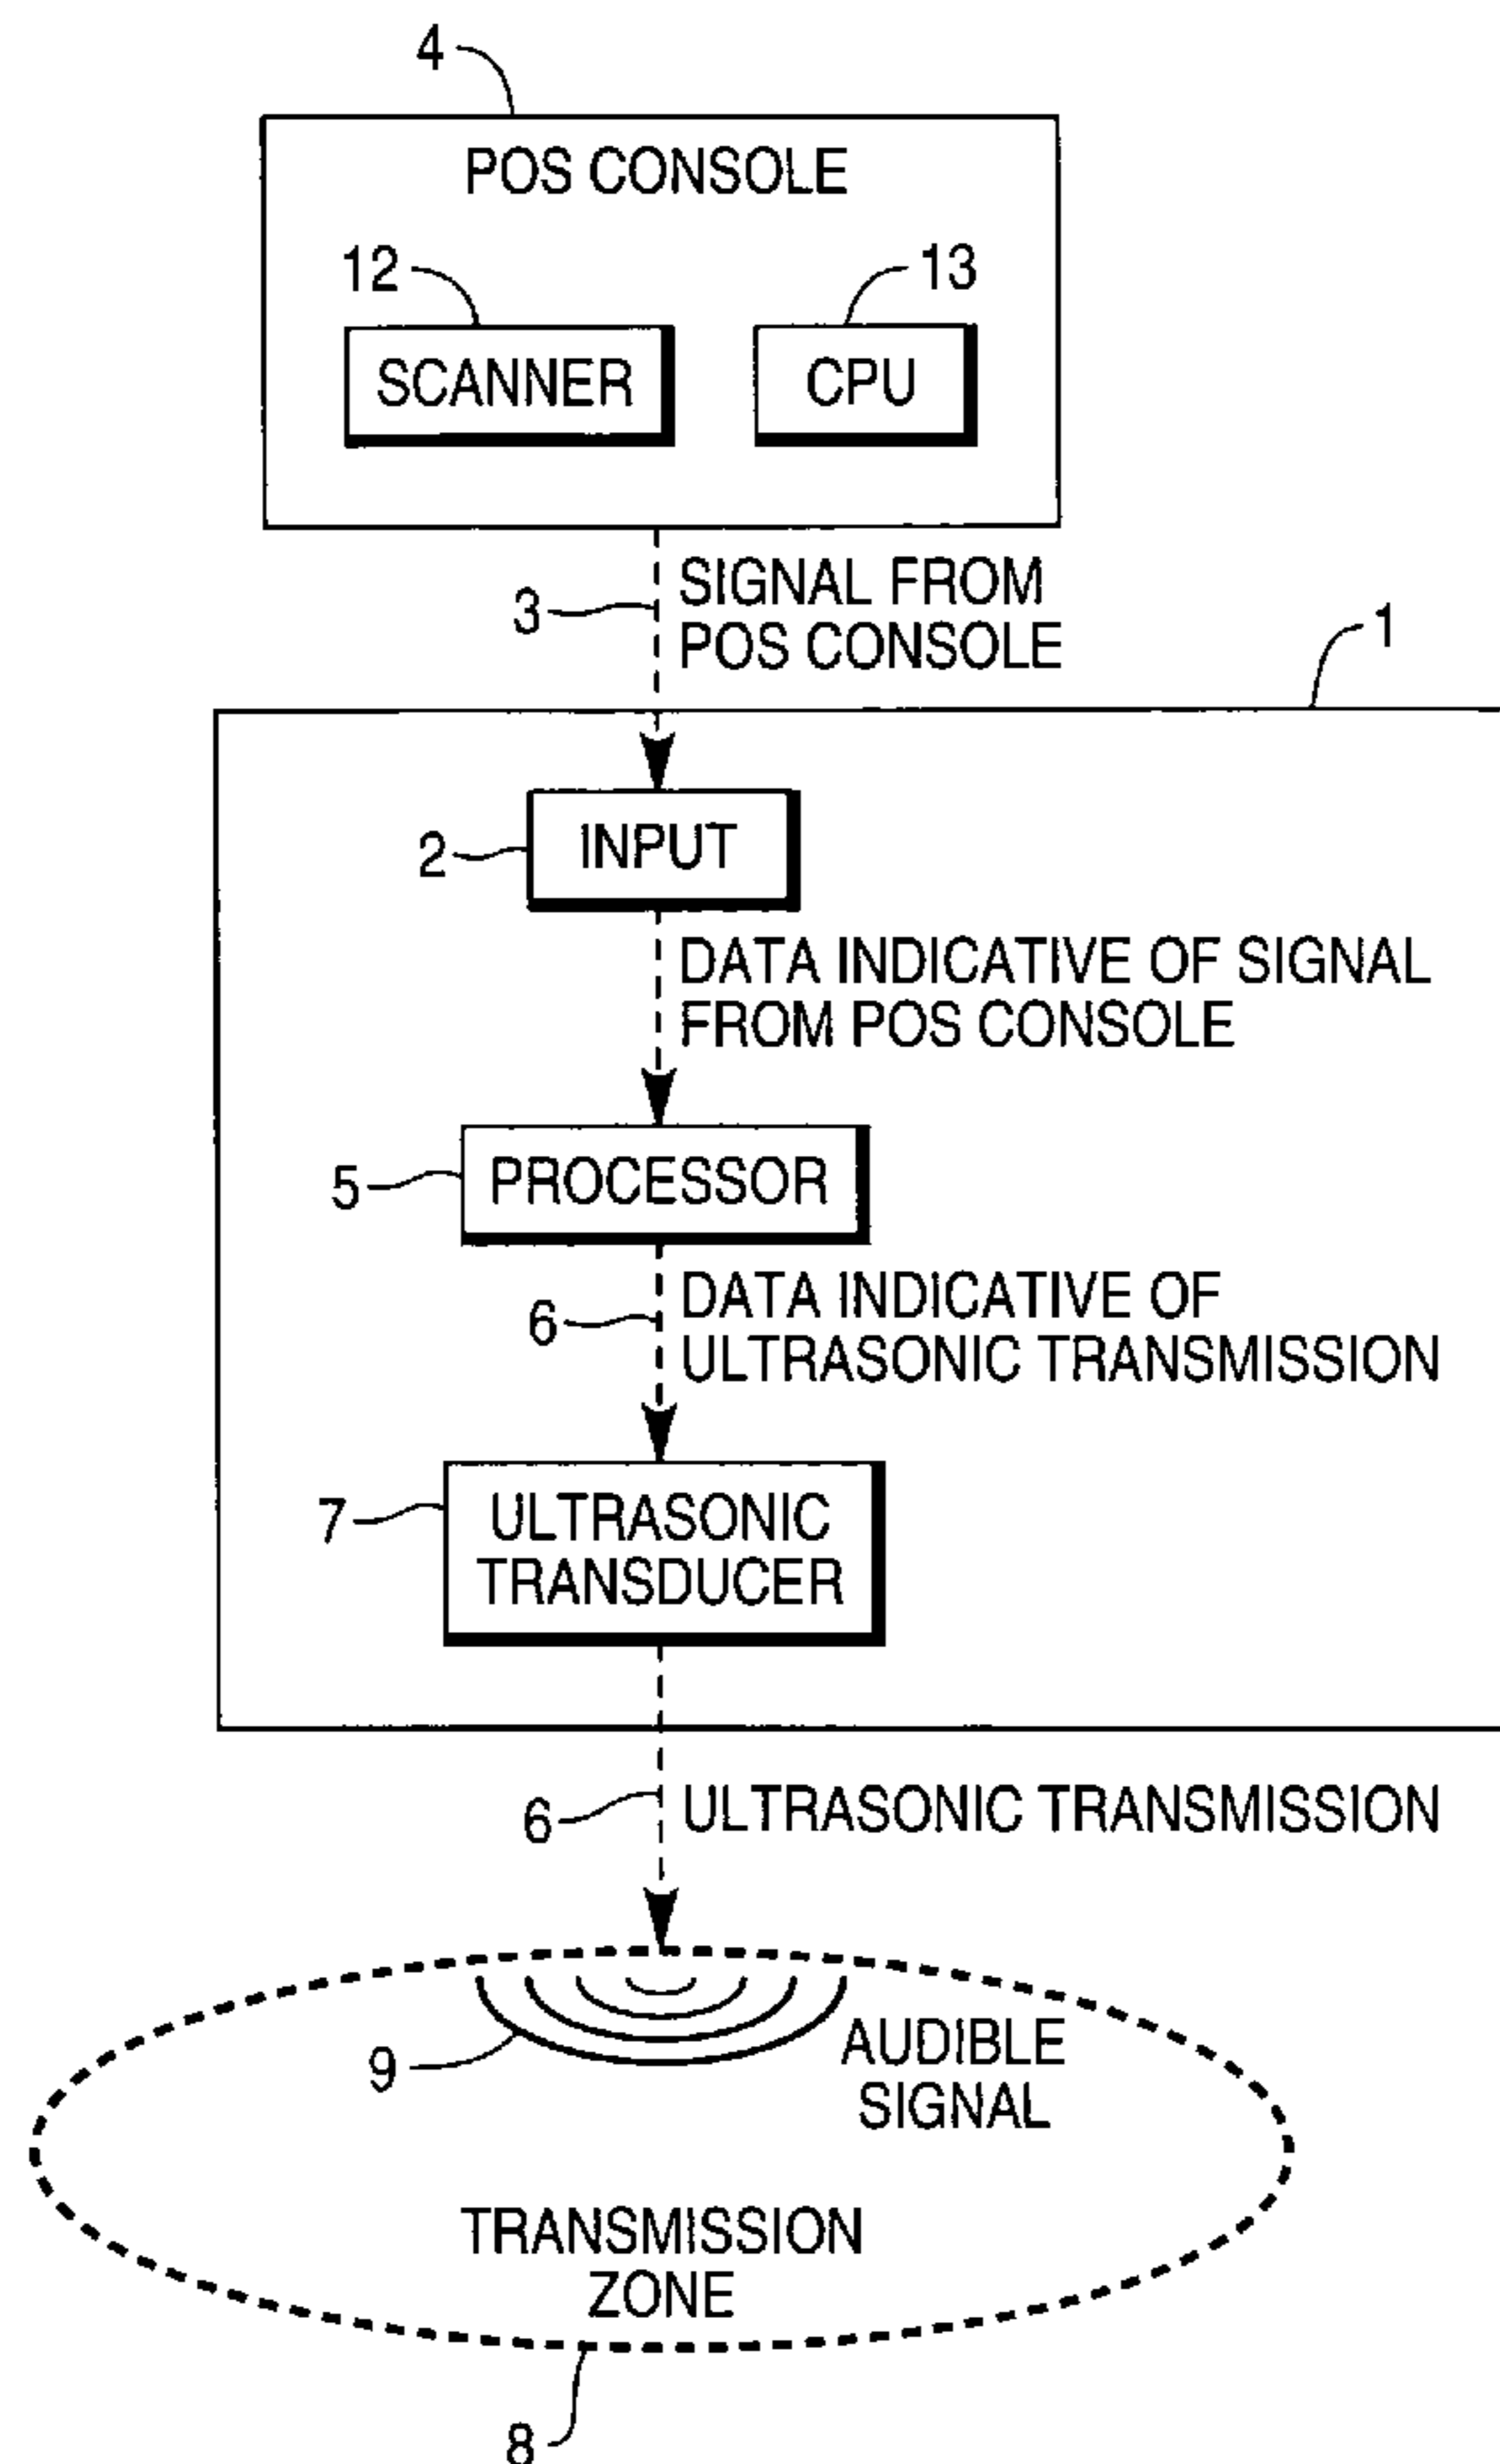 4
POS CONSOLE
12
13
SCANNER
CPU
3
SIGNAL FROM
POS CONSOLE
1
2
INPUT
DATA INDICATIVE OF SIGNAL
FROM POS CONSOLE
5
PROCESSOR
6
DATA INDICATIVE OF
ULTRASONIC TRANSMISSION
7
ULTRASONIC
TRANSDUCER
6
ULTRASONIC TRANSMISSION
9
AUDIBLE
SIGNAL
TRANSMISSION
ZONE
8